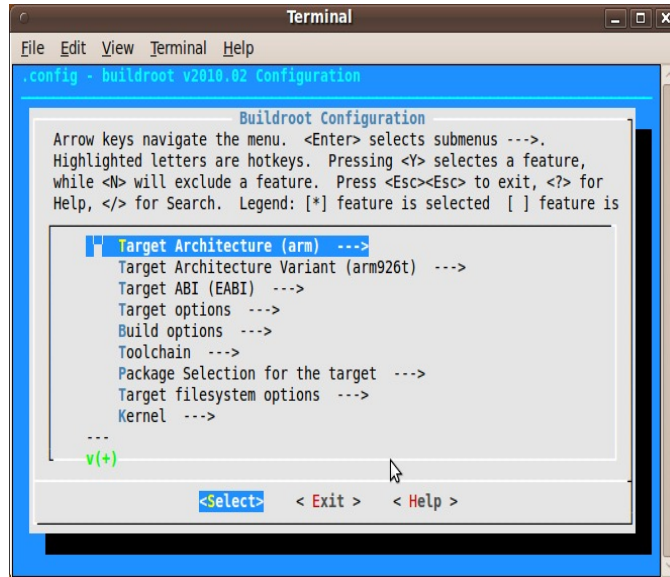 Terminal
File Edit View Terminal Help
.config - buildroot v2010.02 Configuration
Buildroot Configuration
Arrow keys navigate the menu. <Enter> selects submenus --->.
Highlighted letters are hotkeys. Pressing <Y> selectes a feature,
while <N> will exclude a feature. Press <Esc><Esc> to exit, <?> for
Help, </> for Search. Legend: [*] feature is selected [ ] feature is
Target Architecture (arm) --->
Target Architecture Variant (arm926t) --->
Target ABI (EABI) --->
Target options --->
Build options --->
Toolchain --->
Package Selection for the target --->
Target filesystem options --->
Kernel --->
---
v(+)
<Select> < Exit > < Help >